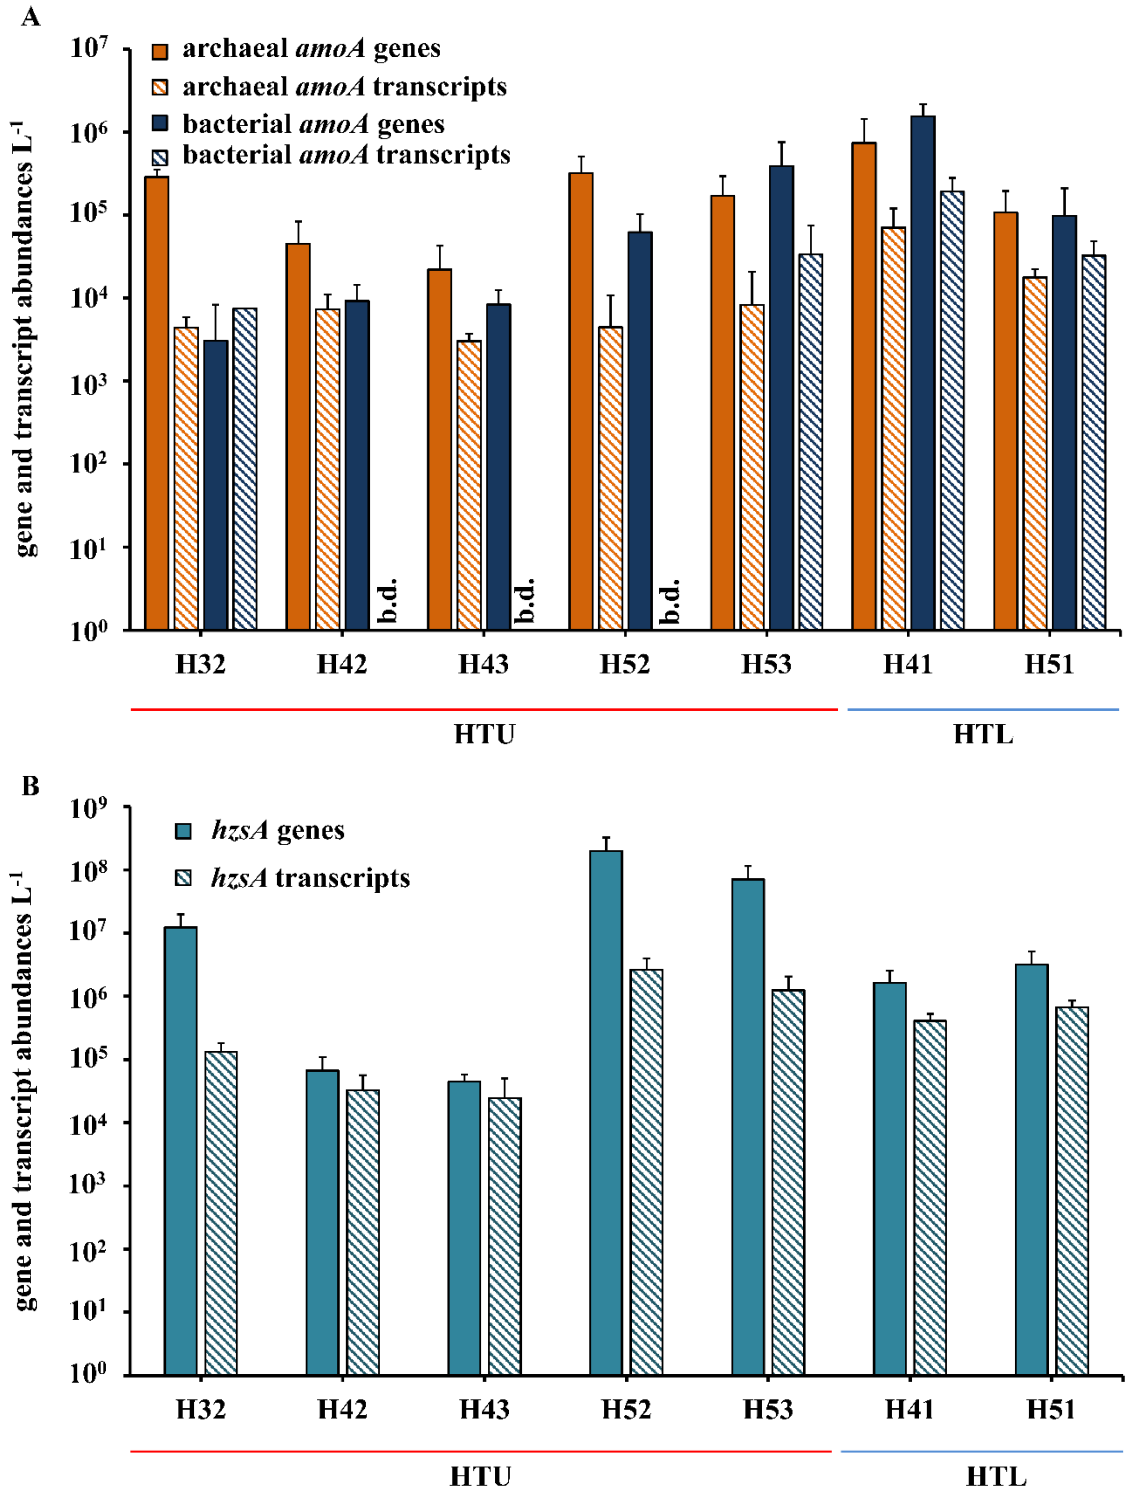 A
gene and transcript abundances L⁻¹
10⁷
10⁶
10⁵
10⁴
10³
10²
10¹
10⁰
archaeal amoA genes
archaeal amoA transcripts
bacterial amoA genes
bacterial amoA transcripts
b.d.
b.d.
b.d.
H32 H42 H43 H52 H53 H41 H51
HTU HTL
B
gene and transcript abundances L⁻¹
10⁹
10⁸
10⁷
10⁶
10⁵
10⁴
10³
10²
10¹
10⁰
hzsA genes
hzsA transcripts
H32 H42 H43 H52 H53 H41 H51
HTU HTL